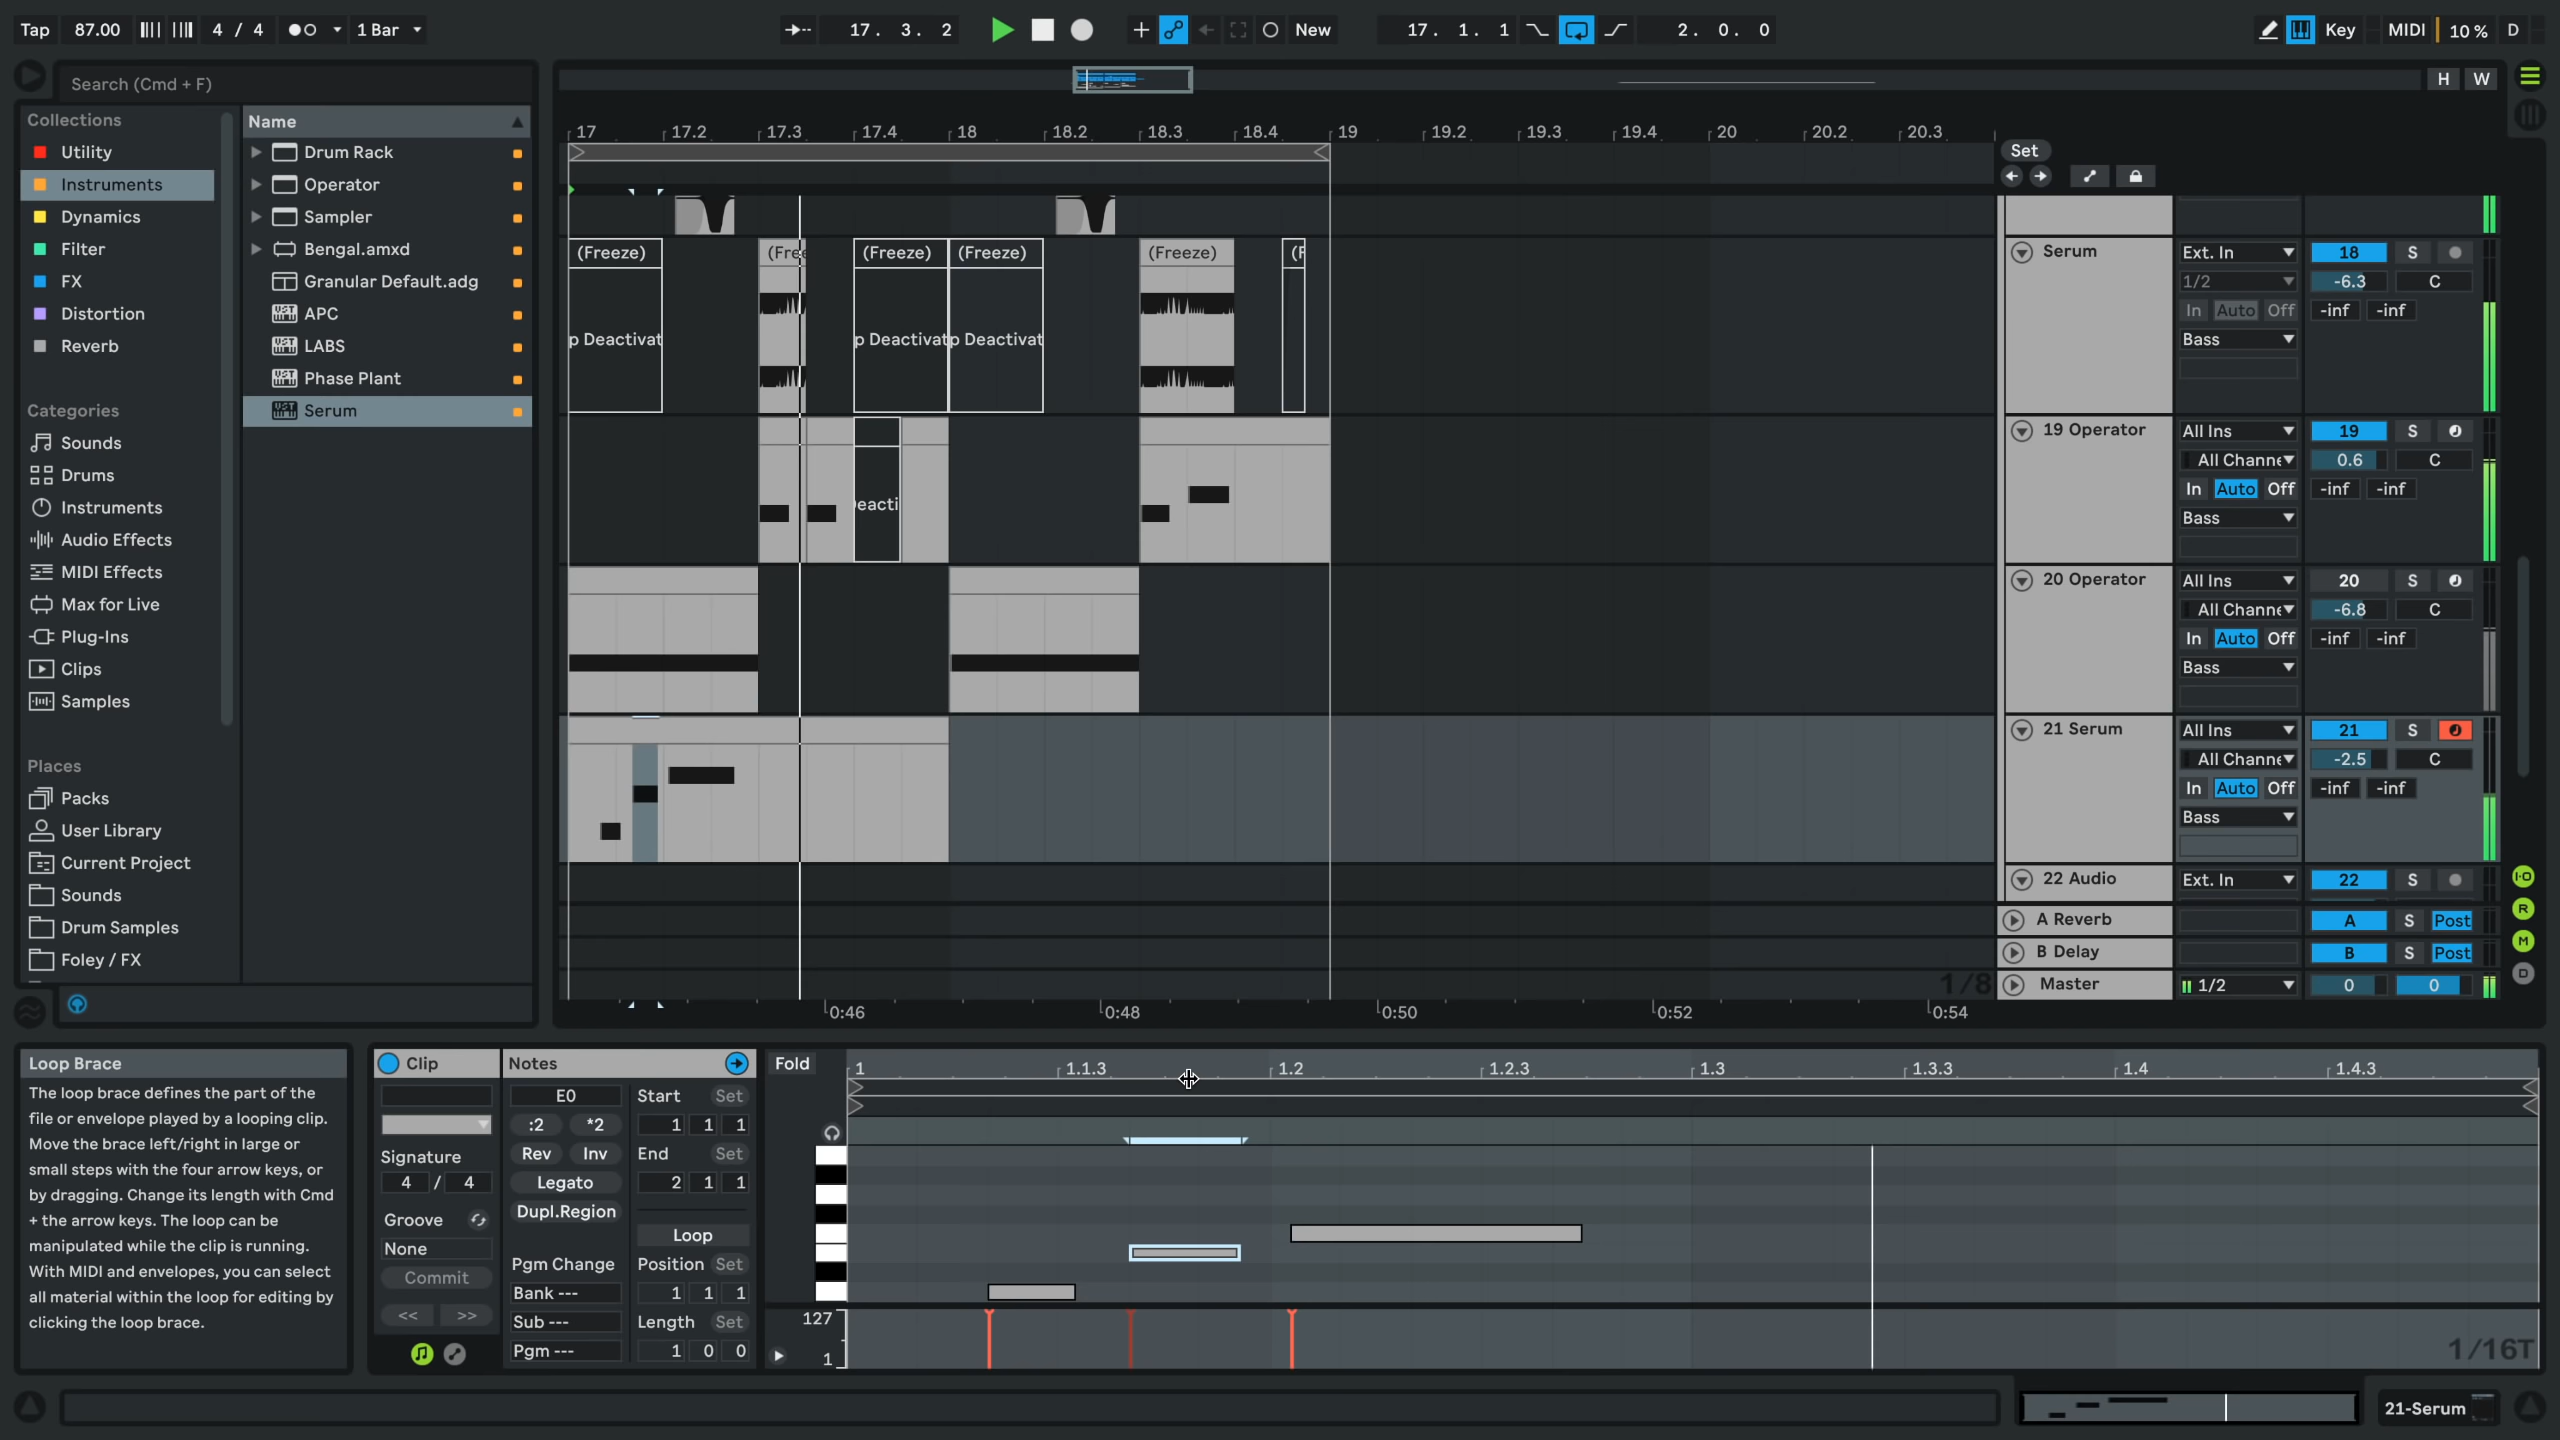 Tap 87.00 4 / 4 1 Bar 17. 3. 2 New 17. 1. 1 2. 0. 0 Key MIDI 10 % D
Search (Cmd + F)
H W
Collections
Utility
Instruments
Dynamics
Filter
FX
Distortion
Reverb
Categories
Sounds
Drums
Instruments
Audio Effects
MIDI Effects
Max for Live
Plug-Ins
Clips
Samples
Places
Packs
User Library
Current Project
Sounds
Drum Samples
Foley / FX
Name
Drum Rack
Operator
Sampler
Bengal.amxd
Granular Default.adg
APC
LABS
Phase Plant
Serum
17 17.2 17.3 17.4 18 18.2 18.3 18.4 19 19.2 19.3 19.4 20 20.2 20.3
Set
(Freeze) (Free (Freeze) (Freeze) (Freeze) (F
p Deactivat p Deactivat p Deactivat
eacti
1/8
0:46 0:48 0:50 0:52 0:54
Serum Ext. In 18 S
1/2 -6.3 C
In Auto Off -inf -inf
Bass
19 Operator All Ins 19 S
All Channe 0.6 C
In Auto Off -inf -inf
Bass
20 Operator All Ins 20 S
All Channe -6.8 C
In Auto Off -inf -inf
Bass
21 Serum All Ins 21 S
All Channe -2.5 C
In Auto Off -inf -inf
Bass
22 Audio Ext. In 22 S
A Reverb A S Post
B Delay B S Post
Master 1/2 0 0
I·O
R
M
D
Loop Brace
The loop brace defines the part of the
file or envelope played by a looping clip.
Move the brace left/right in large or
small steps with the four arrow keys, or
by dragging. Change its length with Cmd
+ the arrow keys. The loop can be
manipulated while the clip is running.
With MIDI and envelopes, you can select
all material within the loop for editing by
clicking the loop brace.
Clip
Signature
4 / 4
Groove
None
Commit
<< >>
Notes
E0
:2 *2
Rev Inv
Legato
Dupl.Region
Pgm Change
Bank ---
Sub ---
Pgm ---
Start Set
1 1 1
End Set
2 1 1
Loop
Position Set
1 1 1
Length Set
1 0 0
Fold
1 1.1.3 1.2 1.2.3 1.3 1.3.3 1.4 1.4.3
127
1
1/16T
21-Serum